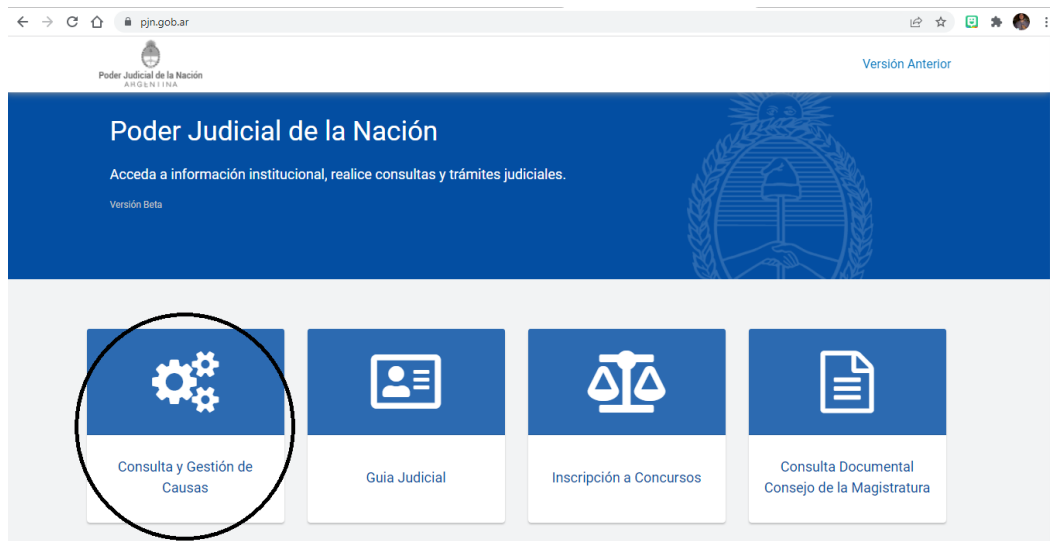 pjn.gob.ar
Poder Judicial de la Nación
ARGENTINA
Versión Anterior
Poder Judicial de la Nación
Acceda a información institucional, realice consultas y trámites judiciales.
Versión Beta
Consulta y Gestión de
Causas
Guia Judicial
Inscripción a Concursos
Consulta Documental
Consejo de la Magistratura